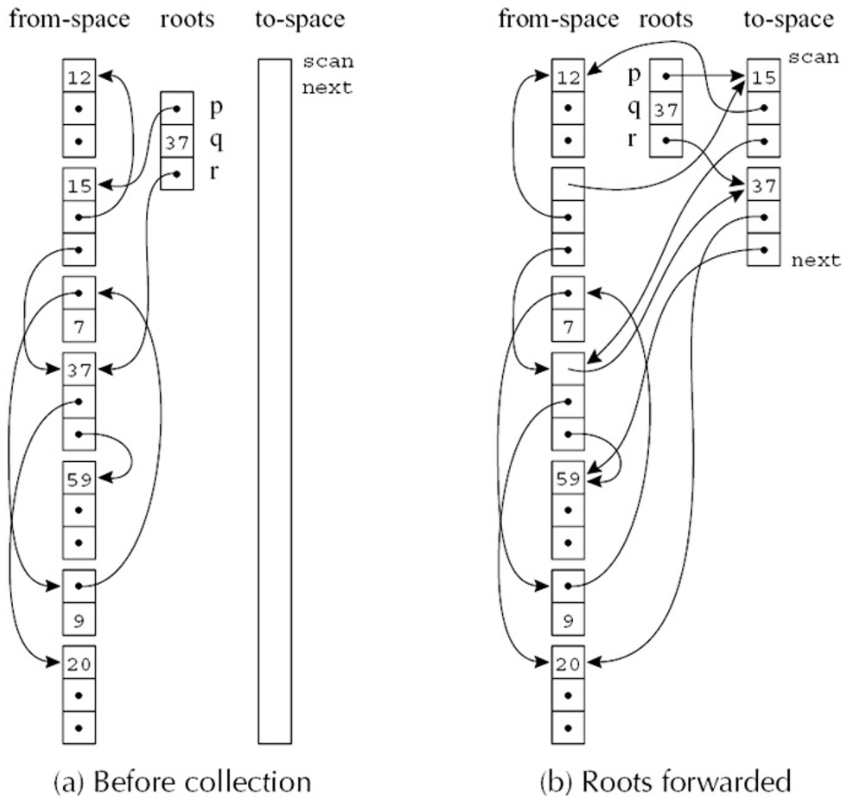 from-space roots to-space
scan
next
12
p
37 q
r
15
7
37
59
9
20
(a) Before collection
from-space roots to-space
scan
12 p 15
q 37
r
37
next
7
59
9
20
(b) Roots forwarded